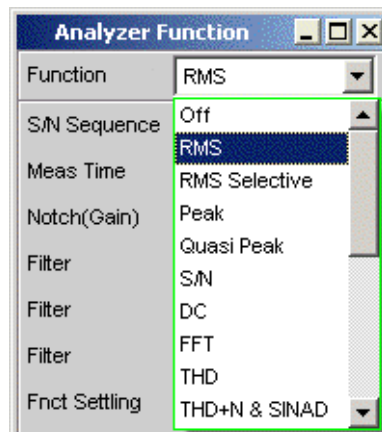 Analyzer Function
Function RMS
S/N Sequence Off
RMS
Meas Time RMS Selective
Notch(Gain) Peak
Quasi Peak
Filter S/N
Filter DC
Filter FFT
THD
Fnct Settling THD+N & SINAD